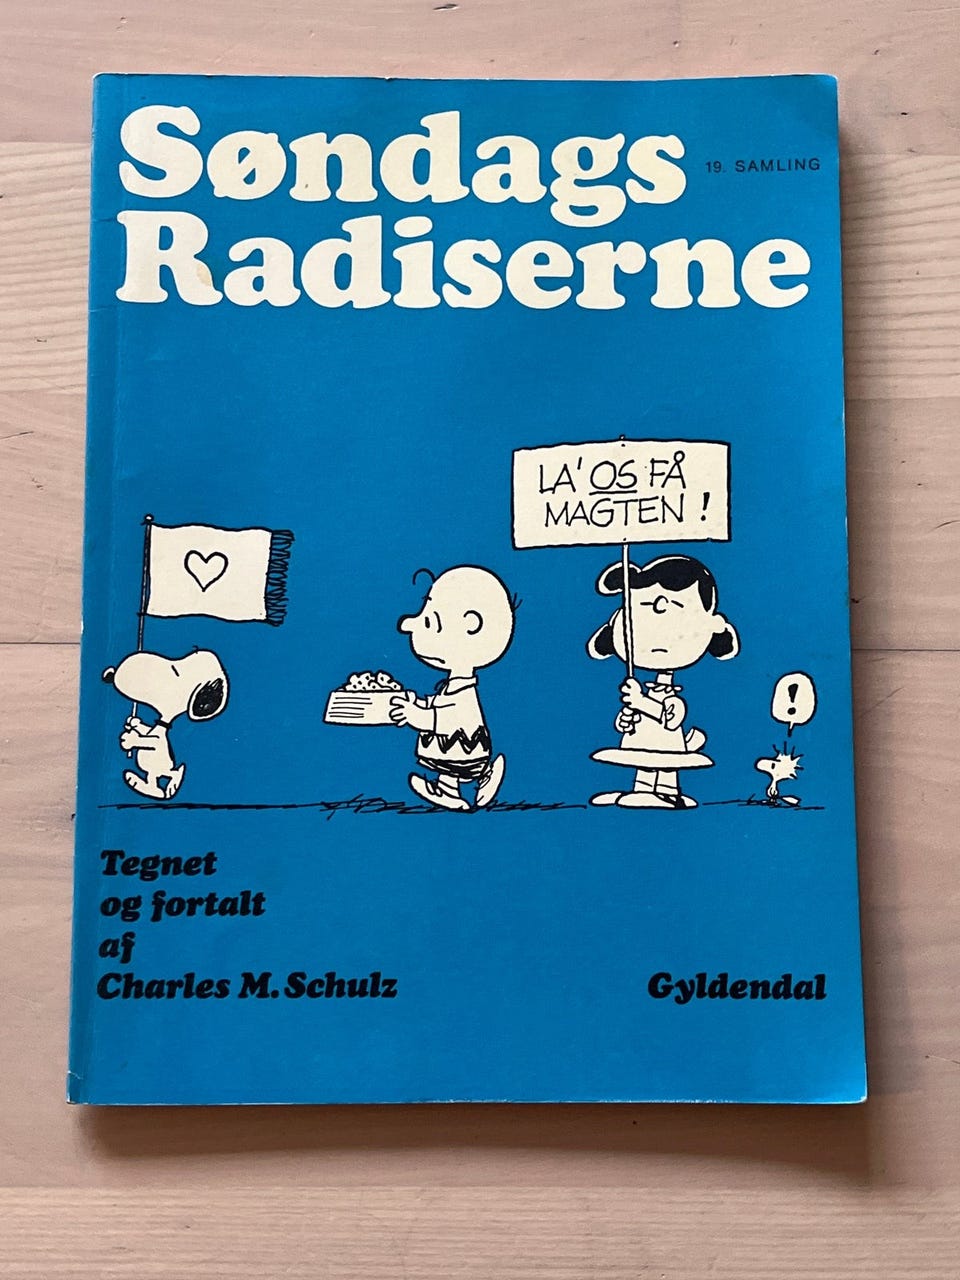 Søndags
19. SAMLING
Radiserne
LA' OS FÅ
MAGTEN !
!
Tegnet
og fortalt
af
Charles M. Schulz
Gyldendal